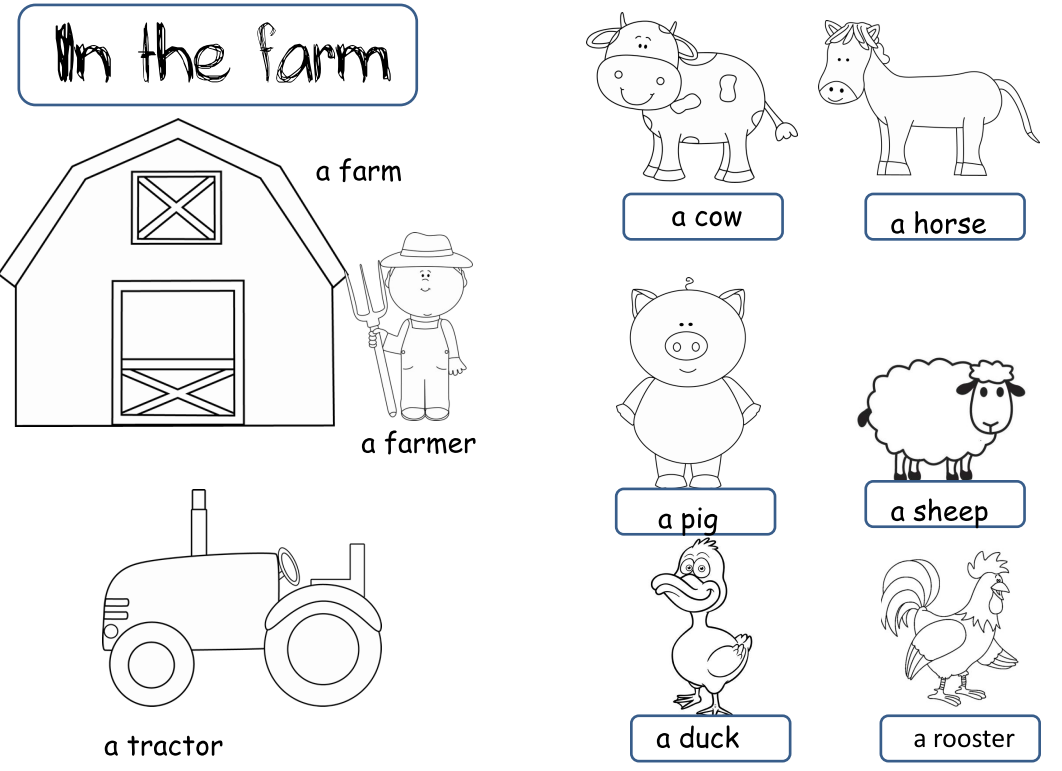 In the farm
a farm
a farmer
a tractor
a cow
a horse
a pig
a sheep
a duck
a rooster